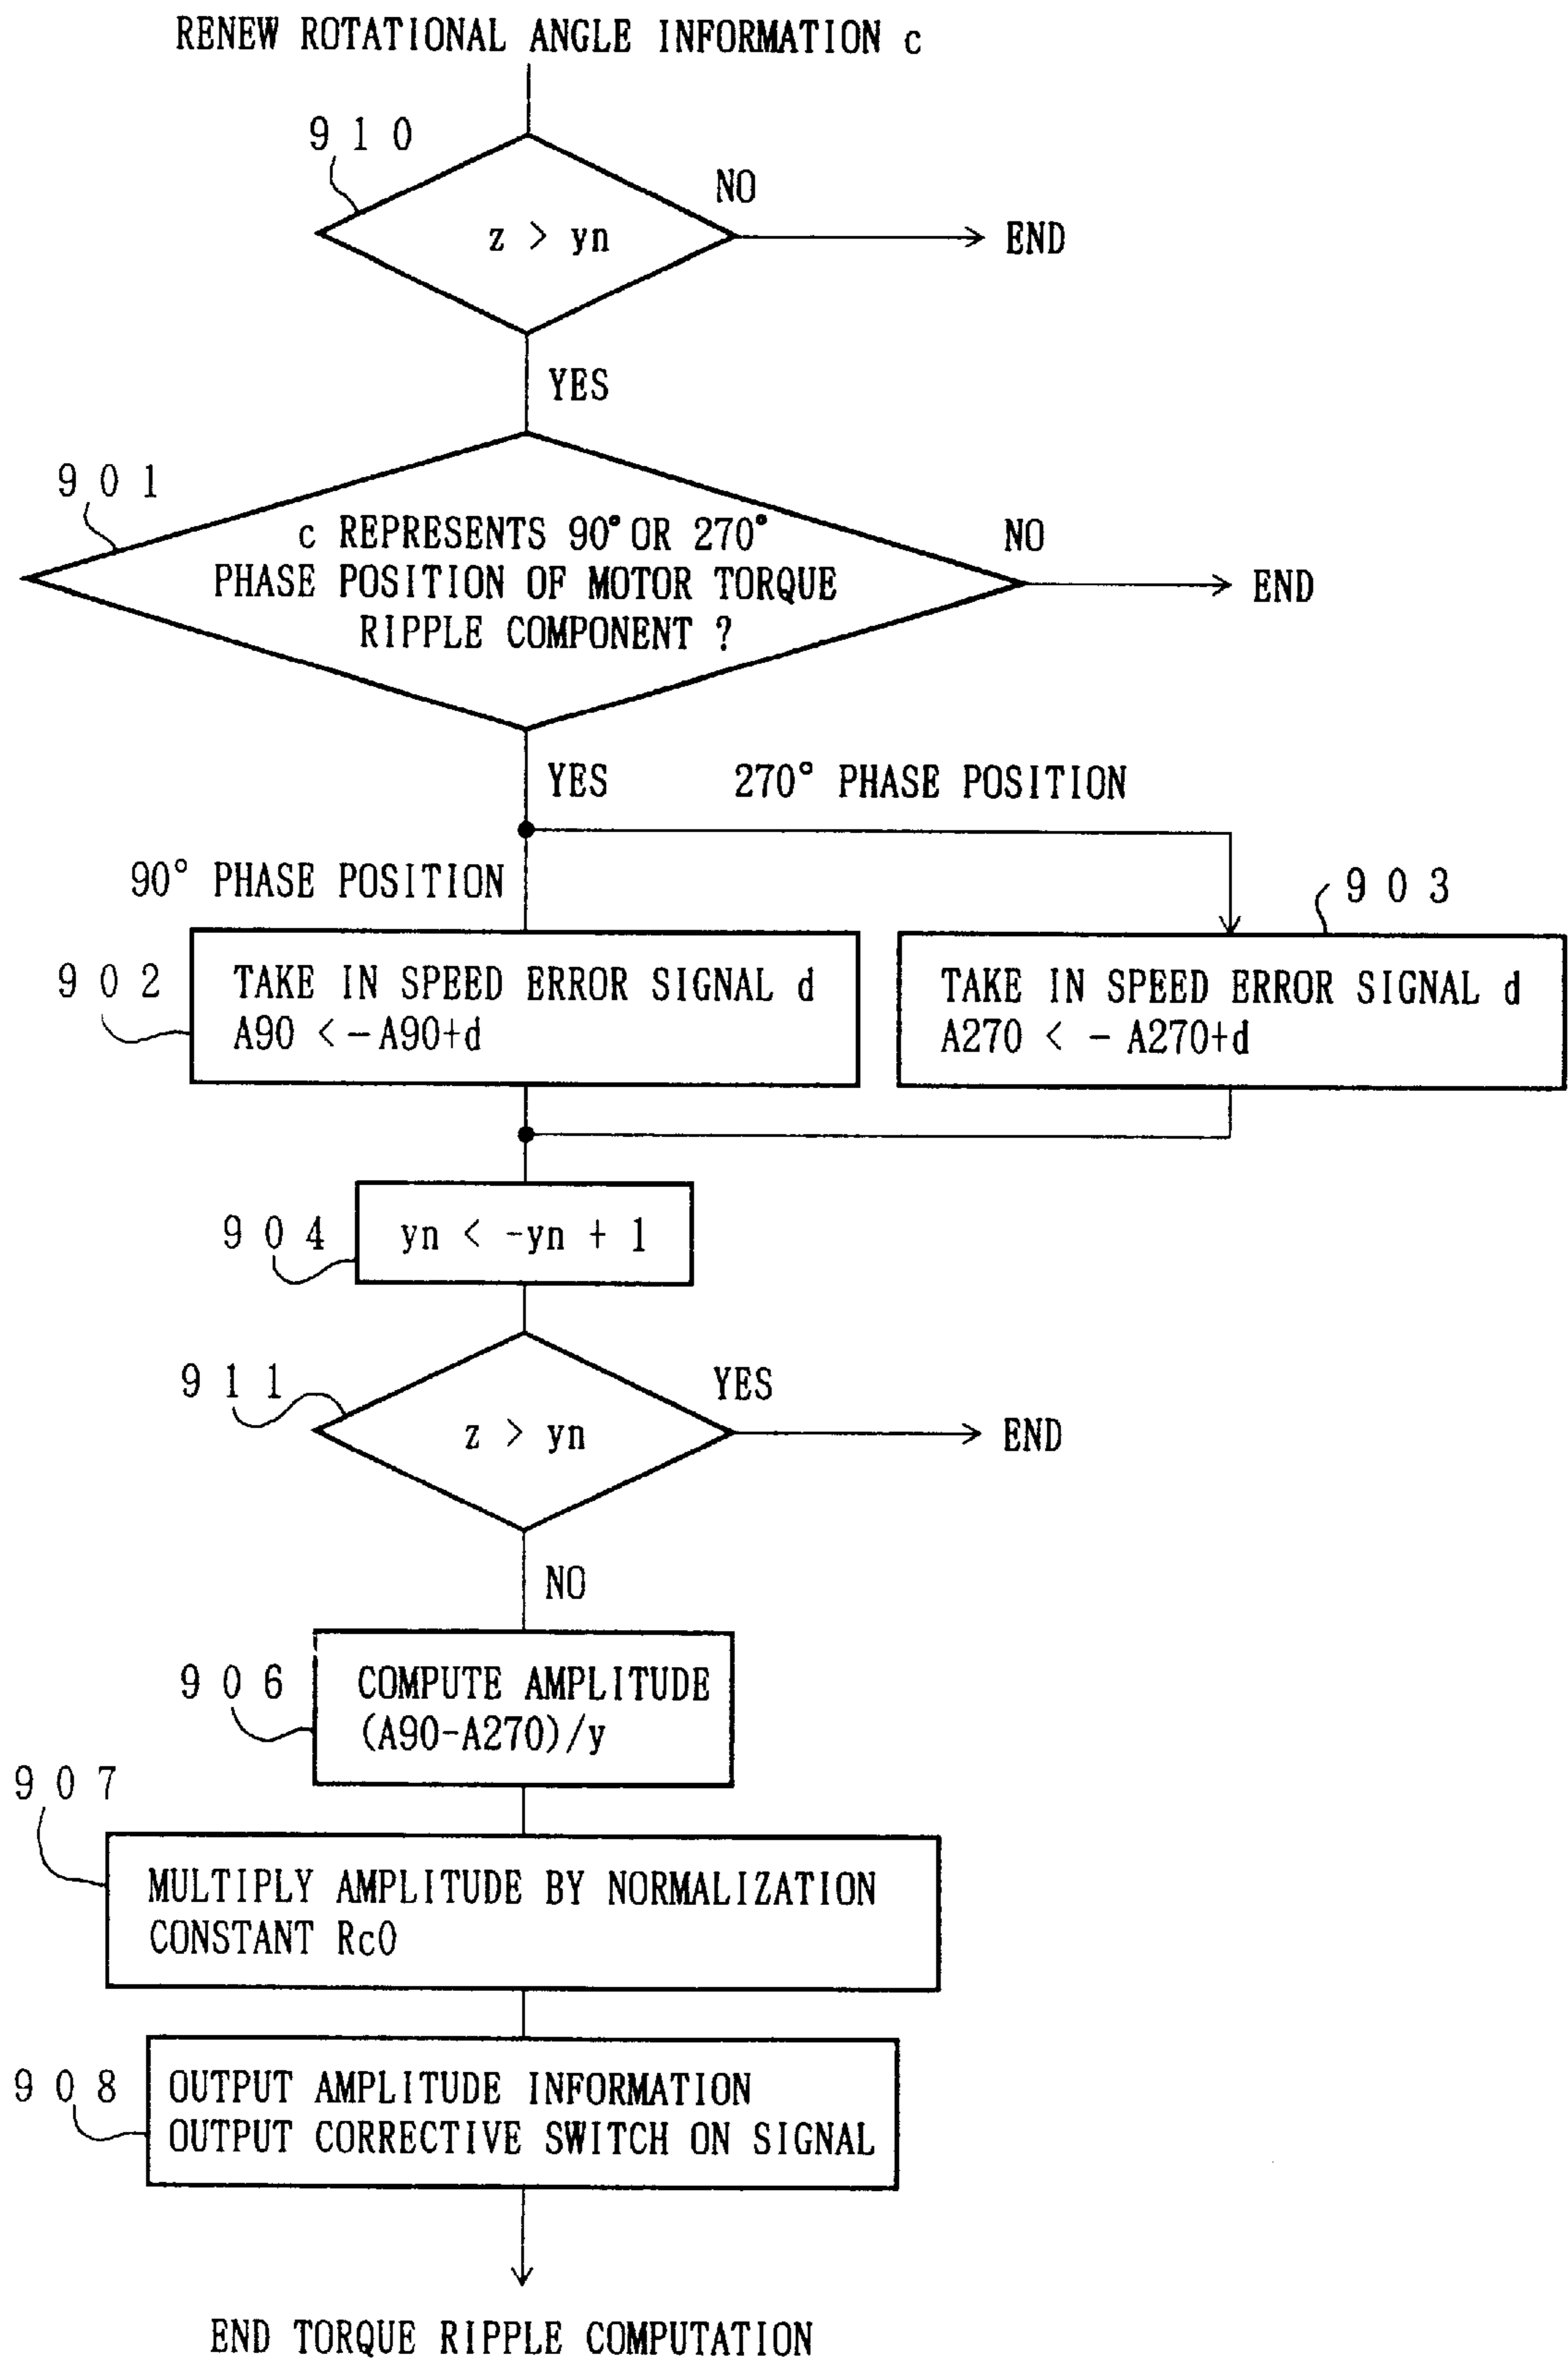 RENEW ROTATIONAL ANGLE INFORMATION c
910
z > yn
NO
END
YES
901
c REPRESENTS 90° OR 270°
PHASE POSITION OF MOTOR TORQUE
RIPPLE COMPONENT ?
NO
END
YES
270° PHASE POSITION
90° PHASE POSITION
902
TAKE IN SPEED ERROR SIGNAL d
A90 <-A90+d
903
TAKE IN SPEED ERROR SIGNAL d
A270 < - A270+d
904
yn < -yn + 1
911
z > yn
YES
END
NO
906
COMPUTE AMPLITUDE
(A90-A270)/y
907
MULTIPLY AMPLITUDE BY NORMALIZATION
CONSTANT Rc0
908
OUTPUT AMPLITUDE INFORMATION
OUTPUT CORRECTIVE SWITCH ON SIGNAL
END TORQUE RIPPLE COMPUTATION